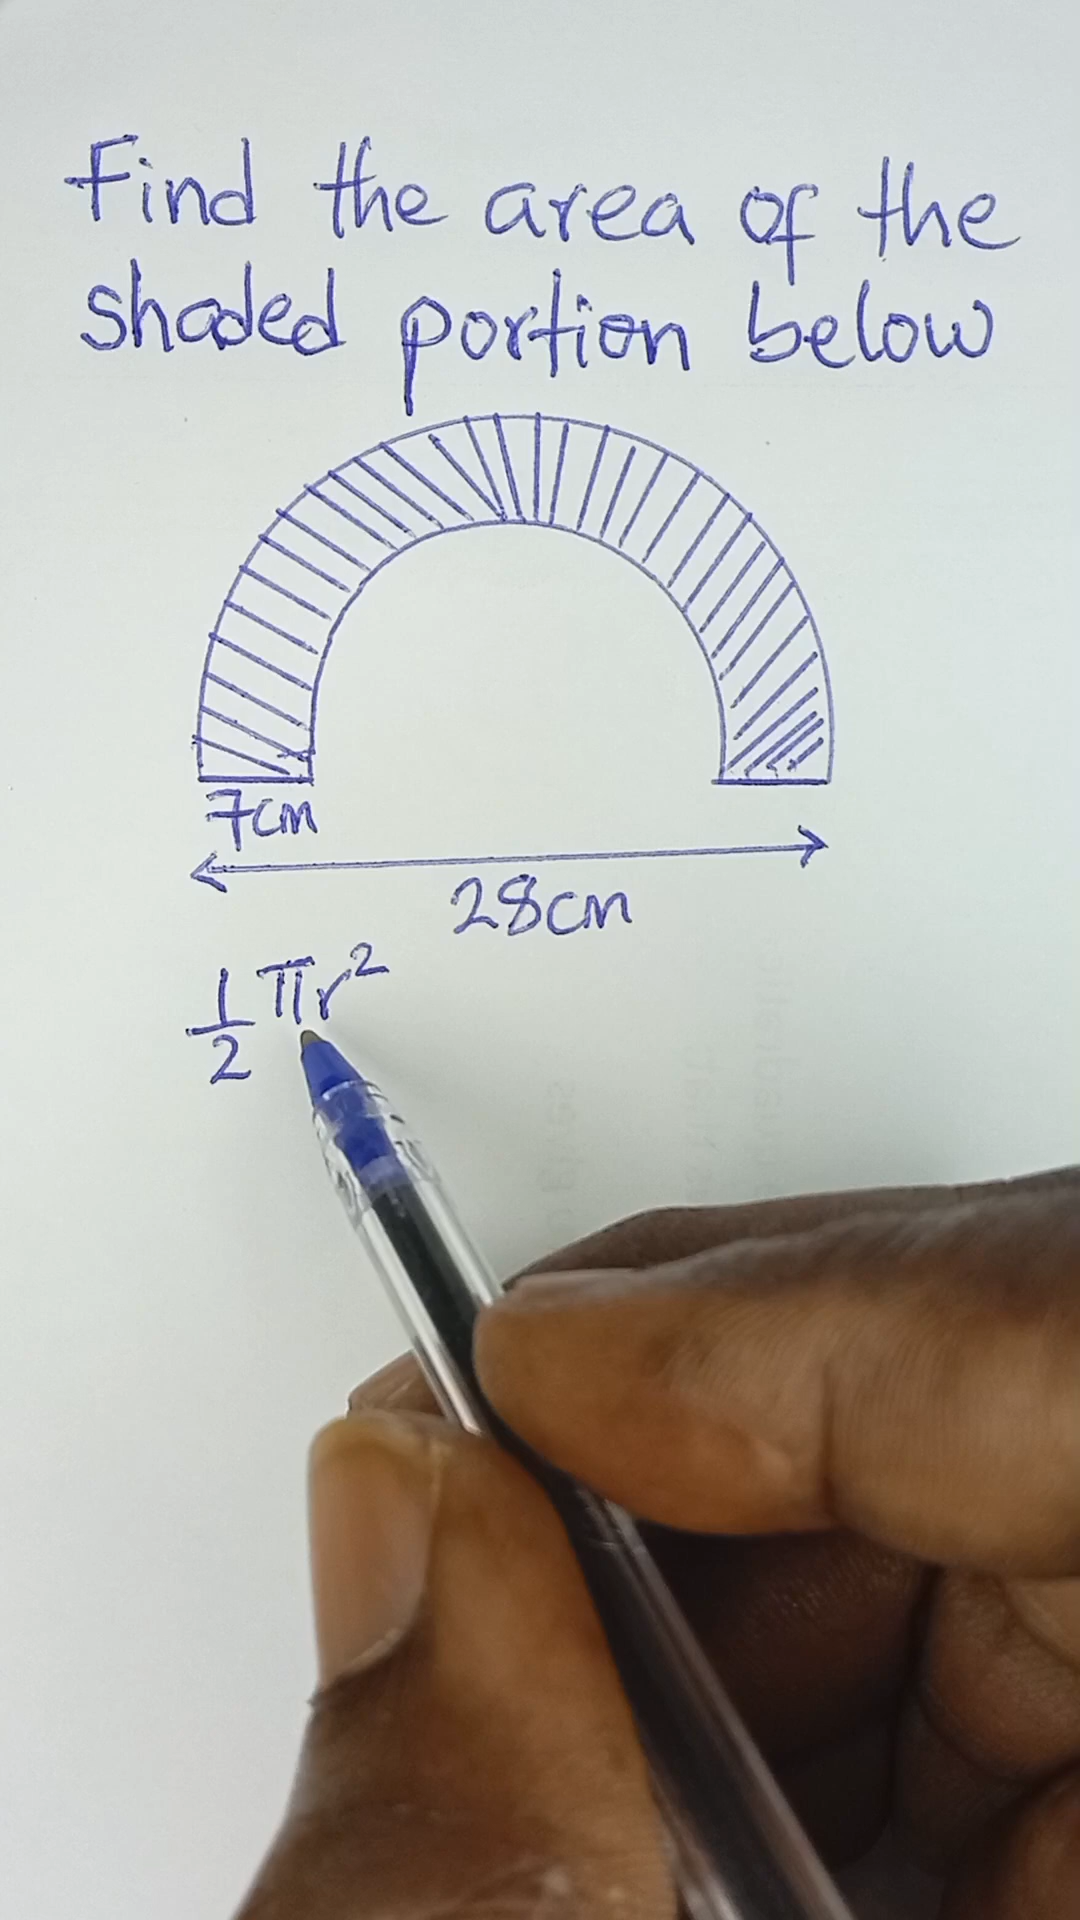 Find the area of the
shaded portion below
7cm
28cm
1/2 πr²